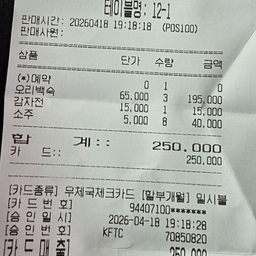 테이블명: 12-1
판매시간: 20260418 19:18:18 (POS100)
판매사원:
상품 단가 수량 금액
(*)예약 0 1 0
오리백숙 65,000 3 195,000
감자전 15,000 1 15,000
소주 5,000 8 40,000
합 계:: 250,000
카 드:: 250,000
[카드종류] 우체국체크카드 [할부개월] 일시불
[카 드 번 호] 94407100*******
[승 인 일 시] 2026-04-18 19:18:28
[승 인 번 호] KFTC 70850820
[카드매출] 250,000